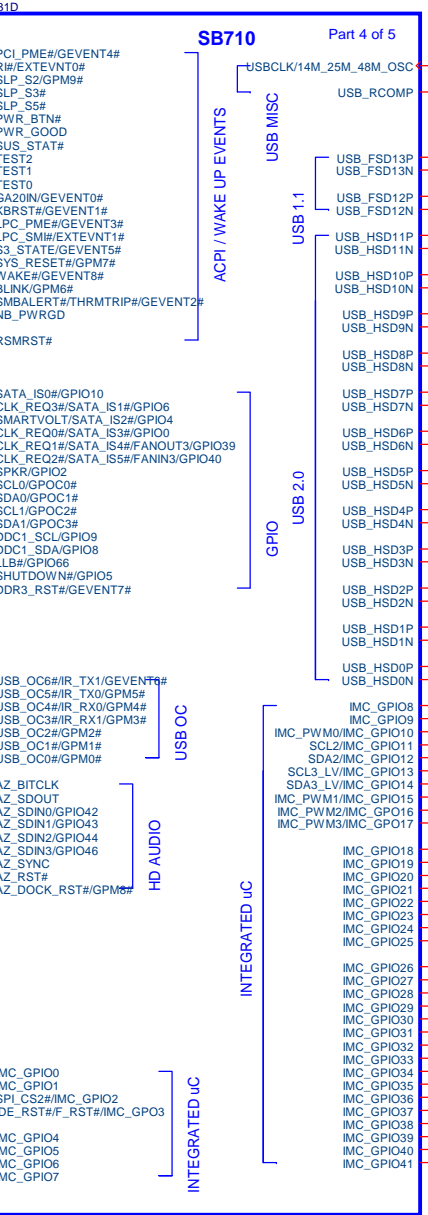 B1D
SB710
Part 4 of 5
PCI_PME#/GEVENT4#
RI#/EXTEVNT0#
SLP_S2/GPM9#
SLP_S3#
SLP_S5#
PWR_BTN#
PWR_GOOD
SUS_STAT#
TEST2
TEST1
TEST0
GA20IN/GEVENT0#
KBRST#/GEVENT1#
LPC_PME#/GEVENT3#
LPC_SMI#/EXTEVNT1#
S3_STATE/GEVENT5#
SYS_RESET#/GPM7#
WAKE#/GEVENT8#
BLINK/GPM6#
SMBALERT#/THRMTRIP#/GEVENT2#
NB_PWRGD
RSMRST#
ACPI / WAKE UP EVENTS
SATA_IS0#/GPIO10
CLK_REQ3#/SATA_IS1#/GPIO6
SMARTVOLT/SATA_IS2#/GPIO4
CLK_REQ0#/SATA_IS3#/GPIO0
CLK_REQ1#/SATA_IS4#/FANOUT3/GPIO39
CLK_REQ2#/SATA_IS5#/FANIN3/GPIO40
SPKR/GPIO2
SCL0/GPOC0#
SDA0/GPOC1#
SCL1/GPOC2#
SDA1/GPOC3#
DDC1_SCL/GPIO9
DDC1_SDA/GPIO8
LLB#/GPIO66
SHUTDOWN#/GPIO5
DDR3_RST#/GEVENT7#
GPIO
USB_OC6#/IR_TX1/GEVENT6#
USB_OC5#/IR_TX0/GPM5#
USB_OC4#/IR_RX0/GPM4#
USB_OC3#/IR_RX1/GPM3#
USB_OC2#/GPM2#
USB_OC1#/GPM1#
USB_OC0#/GPM0#
USB OC
AZ_BITCLK
AZ_SDOUT
AZ_SDIN0/GPIO42
AZ_SDIN1/GPIO43
AZ_SDIN2/GPIO44
AZ_SDIN3/GPIO46
AZ_SYNC
AZ_RST#
AZ_DOCK_RST#/GPM8#
HD AUDIO
IMC_GPIO0
IMC_GPIO1
SPI_CS2#/IMC_GPIO2
IDE_RST#/F_RST#/IMC_GPO3
IMC_GPIO4
IMC_GPIO5
IMC_GPIO6
IMC_GPIO7
INTEGRATED uC
USBCLK/14M_25M_48M_OSC
USB_RCOMP
USB MISC
USB_FSD13P
USB_FSD13N
USB_FSD12P
USB_FSD12N
USB 1.1
USB_HSD11P
USB_HSD11N
USB_HSD10P
USB_HSD10N
USB_HSD9P
USB_HSD9N
USB_HSD8P
USB_HSD8N
USB_HSD7P
USB_HSD7N
USB_HSD6P
USB_HSD6N
USB_HSD5P
USB_HSD5N
USB_HSD4P
USB_HSD4N
USB_HSD3P
USB_HSD3N
USB_HSD2P
USB_HSD2N
USB_HSD1P
USB_HSD1N
USB_HSD0P
USB_HSD0N
USB 2.0
IMC_GPIO8
IMC_GPIO9
IMC_PWM0/IMC_GPIO10
SCL2/IMC_GPIO11
SDA2/IMC_GPIO12
SCL3_LV/IMC_GPIO13
SDA3_LV/IMC_GPIO14
IMC_PWM1/IMC_GPIO15
IMC_PWM2/IMC_GPO16
IMC_PWM3/IMC_GPO17
IMC_GPIO18
IMC_GPIO19
IMC_GPIO20
IMC_GPIO21
IMC_GPIO22
IMC_GPIO23
IMC_GPIO24
IMC_GPIO25
IMC_GPIO26
IMC_GPIO27
IMC_GPIO28
IMC_GPIO29
IMC_GPIO30
IMC_GPIO31
IMC_GPIO32
IMC_GPIO33
IMC_GPIO34
IMC_GPIO35
IMC_GPIO36
IMC_GPIO37
IMC_GPIO38
IMC_GPIO39
IMC_GPIO40
IMC_GPIO41
INTEGRATED uC